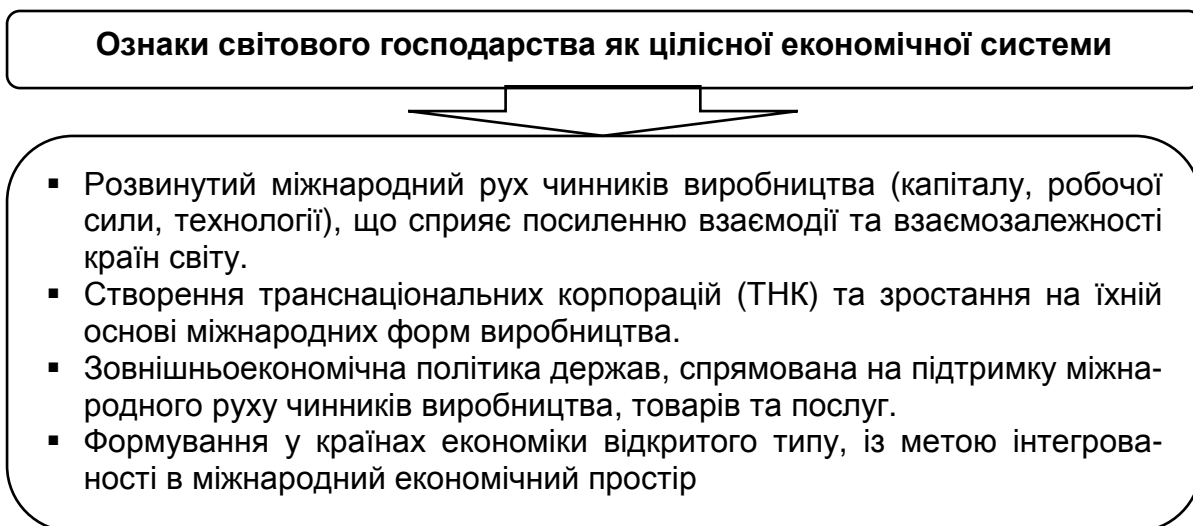 Ознаки світового господарства як цілісної економічної системи
▪ Розвинутий міжнародний рух чинників виробництва (капіталу, робочої
сили, технології), що сприяє посиленню взаємодії та взаємозалежності
країн світу.
▪ Створення транснаціональних корпорацій (ТНК) та зростання на їхній
основі міжнародних форм виробництва.
▪ Зовнішньоекономічна політика держав, спрямована на підтримку міжна-
родного руху чинників виробництва, товарів та послуг.
▪ Формування у країнах економіки відкритого типу, із метою інтегрова-
ності в міжнародний економічний простір